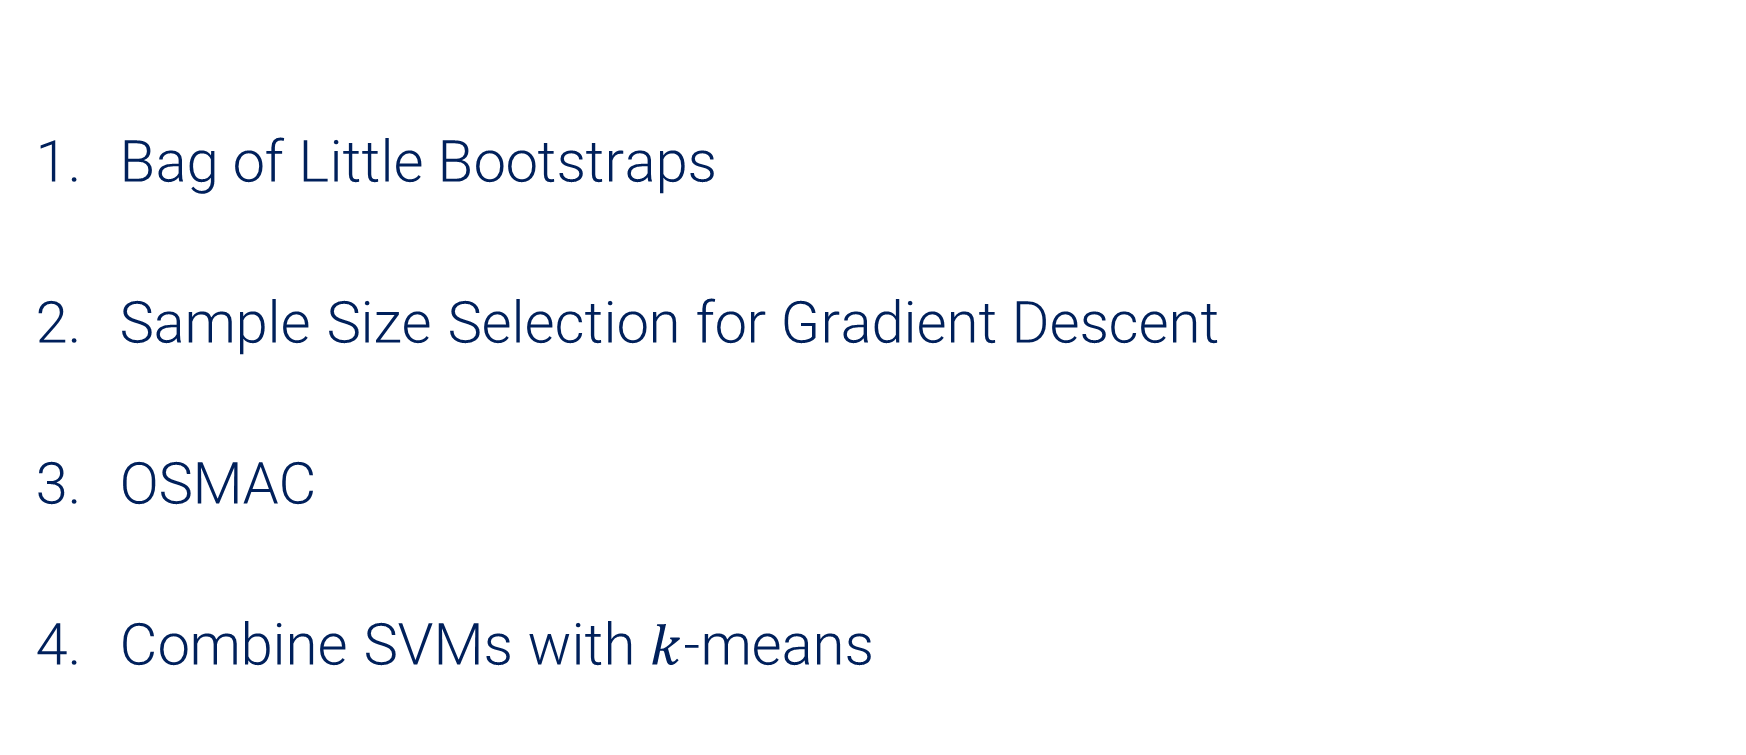 1. Bag of Little Bootstraps
2. Sample Size Selection for Gradient Descent
3. OSMAC
4. Combine SVMs with k-means